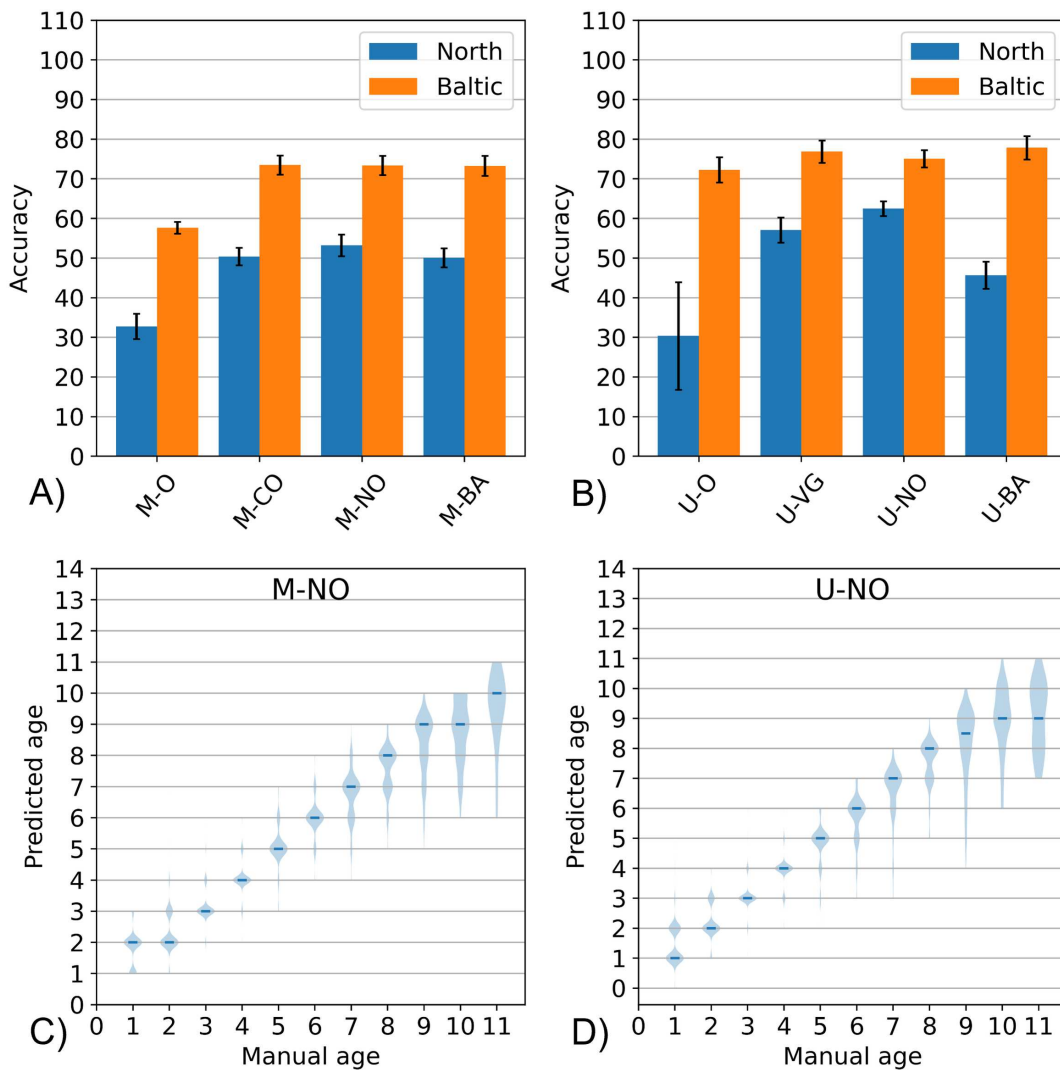 110
100
90
80
70
60
50
40
30
20
10
0
Accuracy
North
Baltic
M-O
M-CO
M-NO
M-BA
A)
110
100
90
80
70
60
50
40
30
20
10
0
Accuracy
North
Baltic
U-O
U-VG
U-NO
U-BA
B)
M-NO
14
13
12
11
10
9
8
7
6
5
4
3
2
1
0
Predicted age
0 1 2 3 4 5 6 7 8 9 10 11
Manual age
C)
U-NO
14
13
12
11
10
9
8
7
6
5
4
3
2
1
0
Predicted age
0 1 2 3 4 5 6 7 8 9 10 11
Manual age
D)